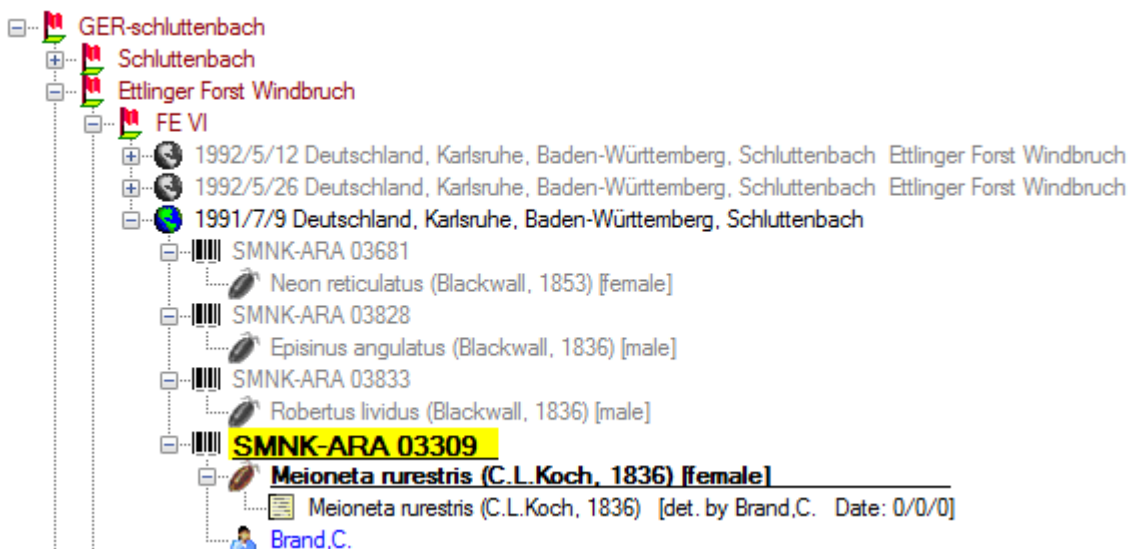 GER-schluttenbach
Schluttenbach
Ettlinger Forst Windbruch
FE VI
1992/5/12 Deutschland, Karlsruhe, Baden-Württemberg, Schluttenbach  Ettlinger Forst Windbruch
1992/5/26 Deutschland, Karlsruhe, Baden-Württemberg, Schluttenbach  Ettlinger Forst Windbruch
1991/7/9 Deutschland, Karlsruhe, Baden-Württemberg, Schluttenbach
SMNK-ARA 03681
Neon reticulatus (Blackwall, 1853) [female]
SMNK-ARA 03828
Episinus angulatus (Blackwall, 1836) [male]
SMNK-ARA 03833
Robertus lividus (Blackwall, 1836) [male]
SMNK-ARA 03309
Meioneta rurestris (C.L.Koch, 1836) [female]
Meioneta rurestris (C.L.Koch, 1836)  [det. by Brand,C.  Date: 0/0/0]
Brand,C.